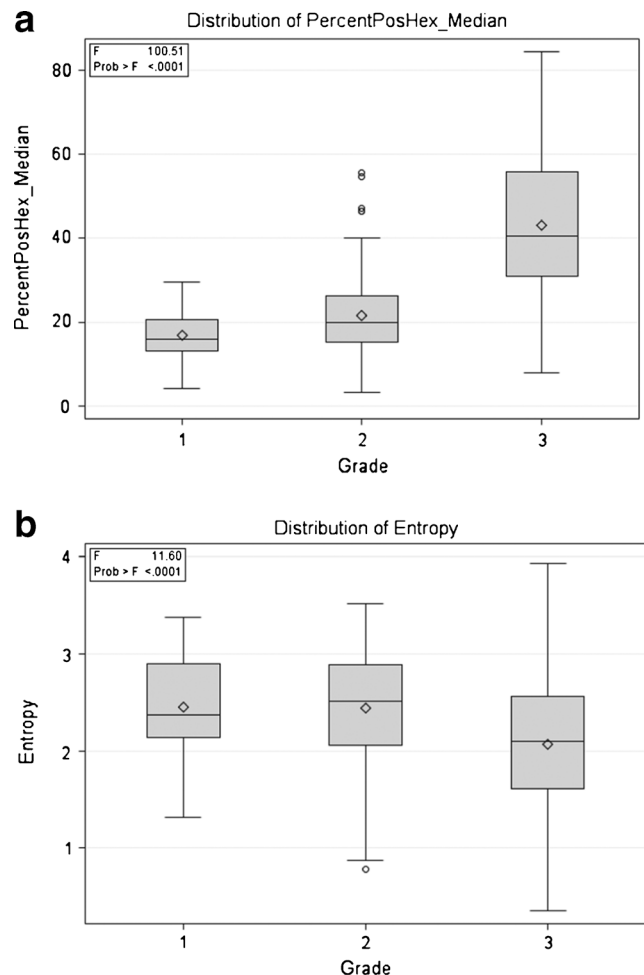 a
Distribution of PercentPosHex_Median
F 100.51
Prob > F <.0001
80
60
40
20
0
PercentPosHex_Median
1 2 3
Grade
b
Distribution of Entropy
F 11.60
Prob > F <.0001
4
3
2
1
Entropy
1 2 3
Grade